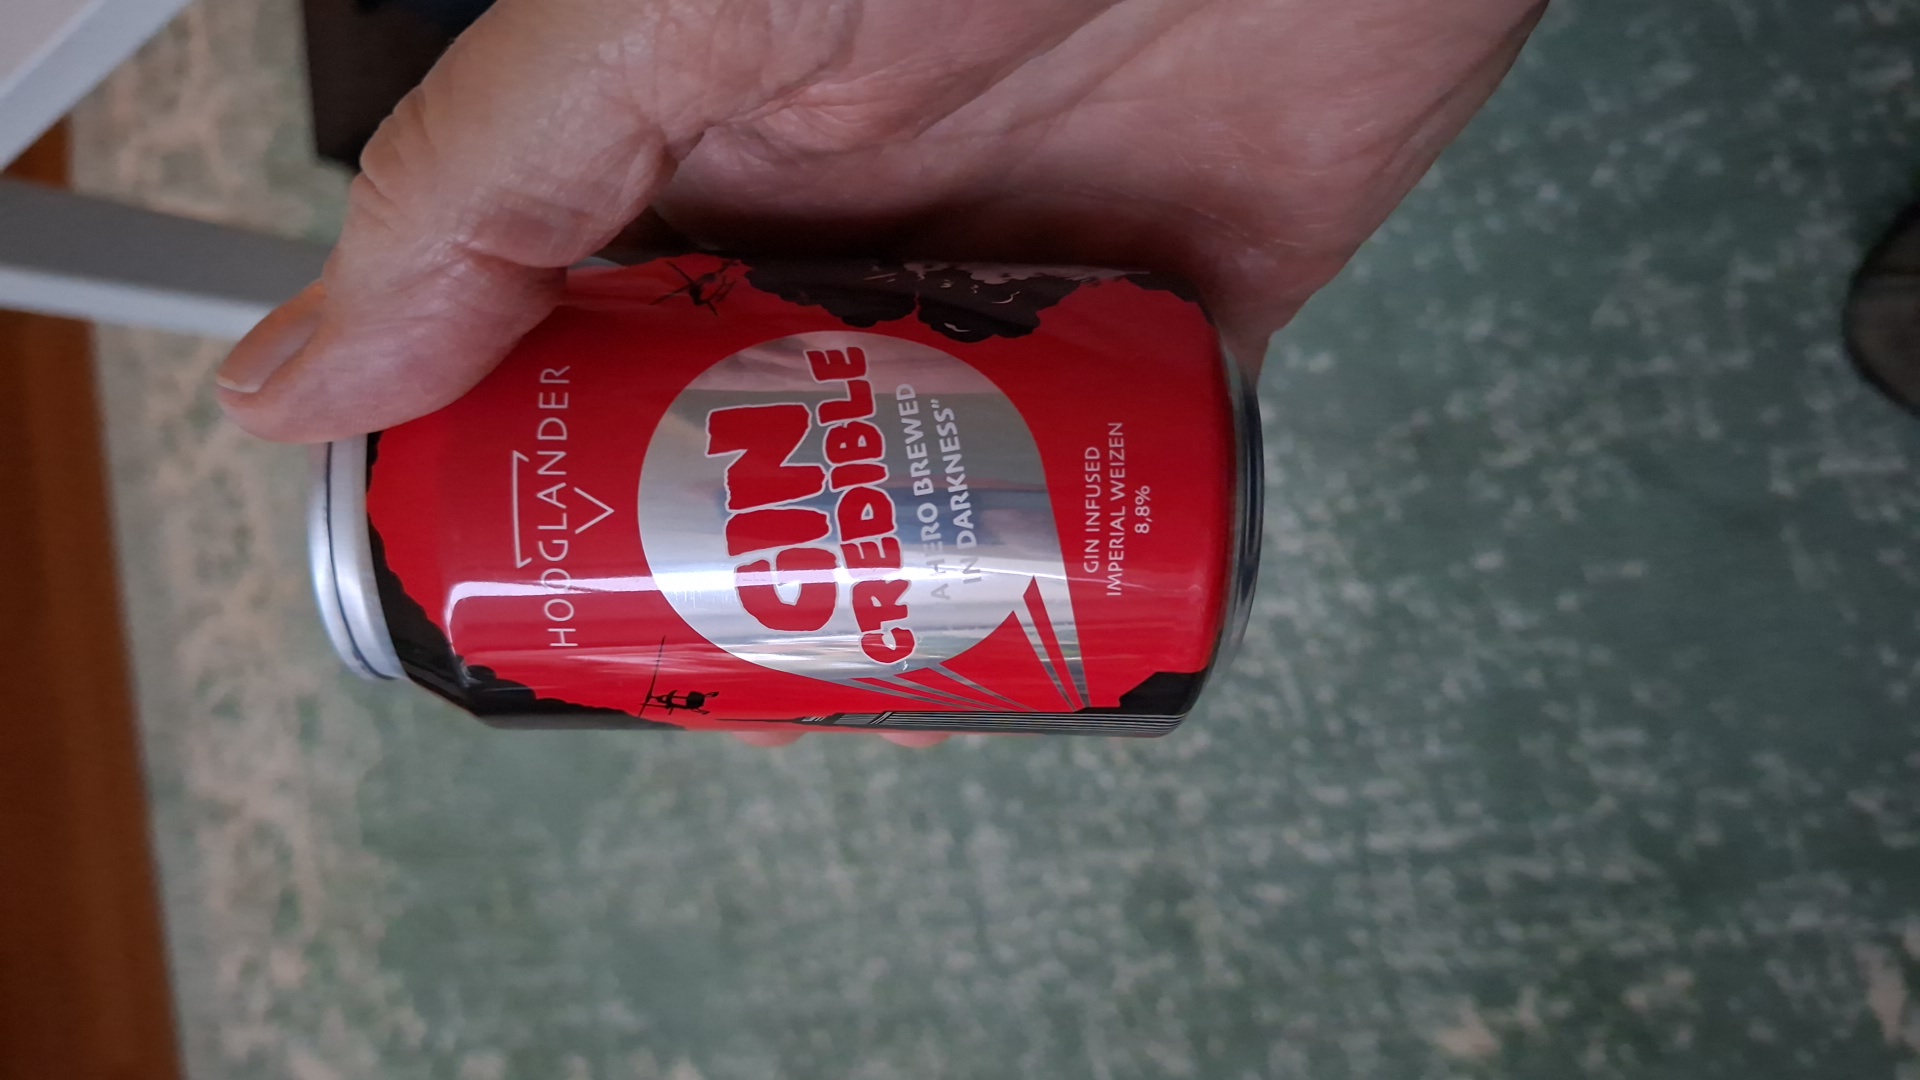 HOOGLANDER
GIN
CREDIBLE
A HERO BREWED
IN DARKNESS"
GIN INFUSED
IMPERIAL WEIZEN
8,8%